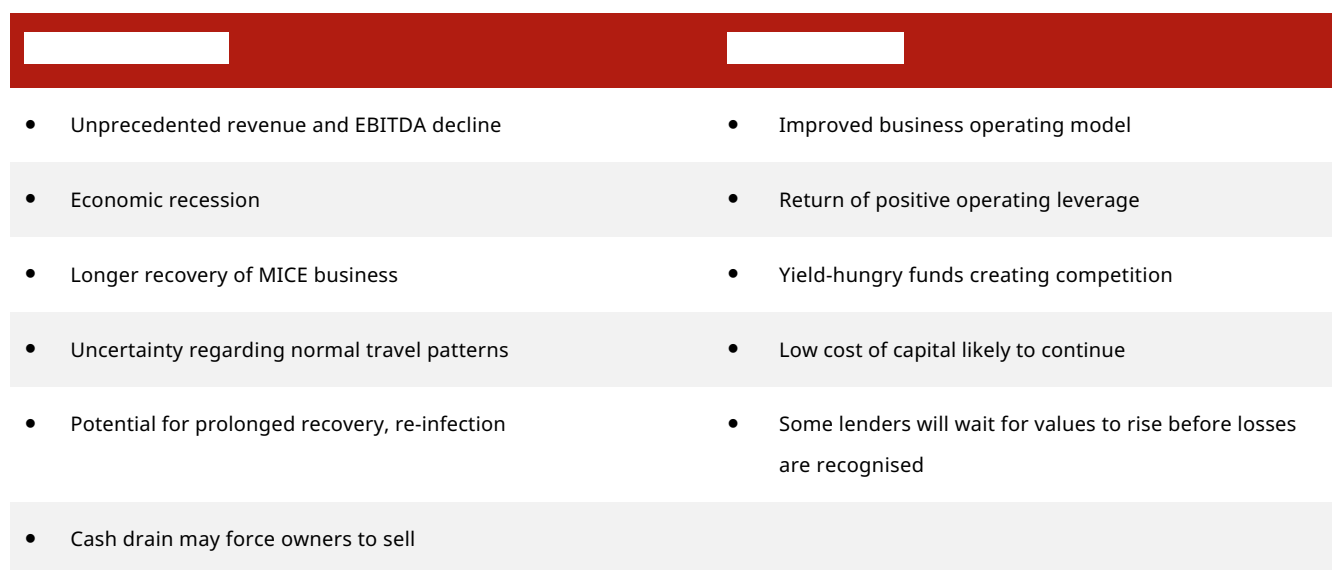 Unprecedented revenue and EBITDA decline
Improved business operating model
Economic recession
Return of positive operating leverage
Longer recovery of MICE business
Yield-hungry funds creating competition
Uncertainty regarding normal travel patterns
Low cost of capital likely to continue
Potential for prolonged recovery, re-infection
Some lenders will wait for values to rise before losses
are recognised
Cash drain may force owners to sell